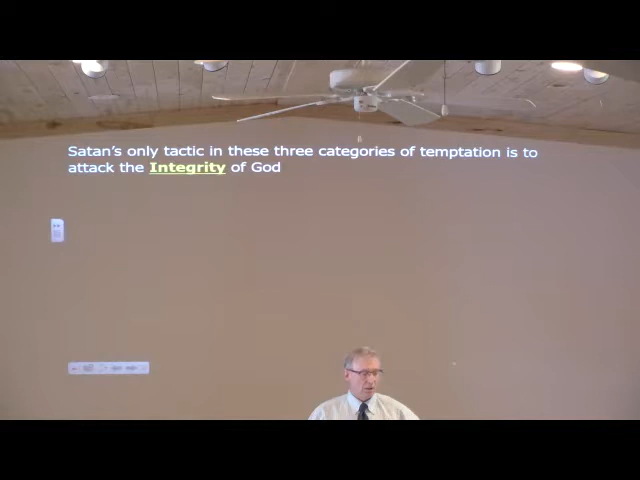 Satan's only tactic in these three categories of temptation is to
attack the Integrity of God